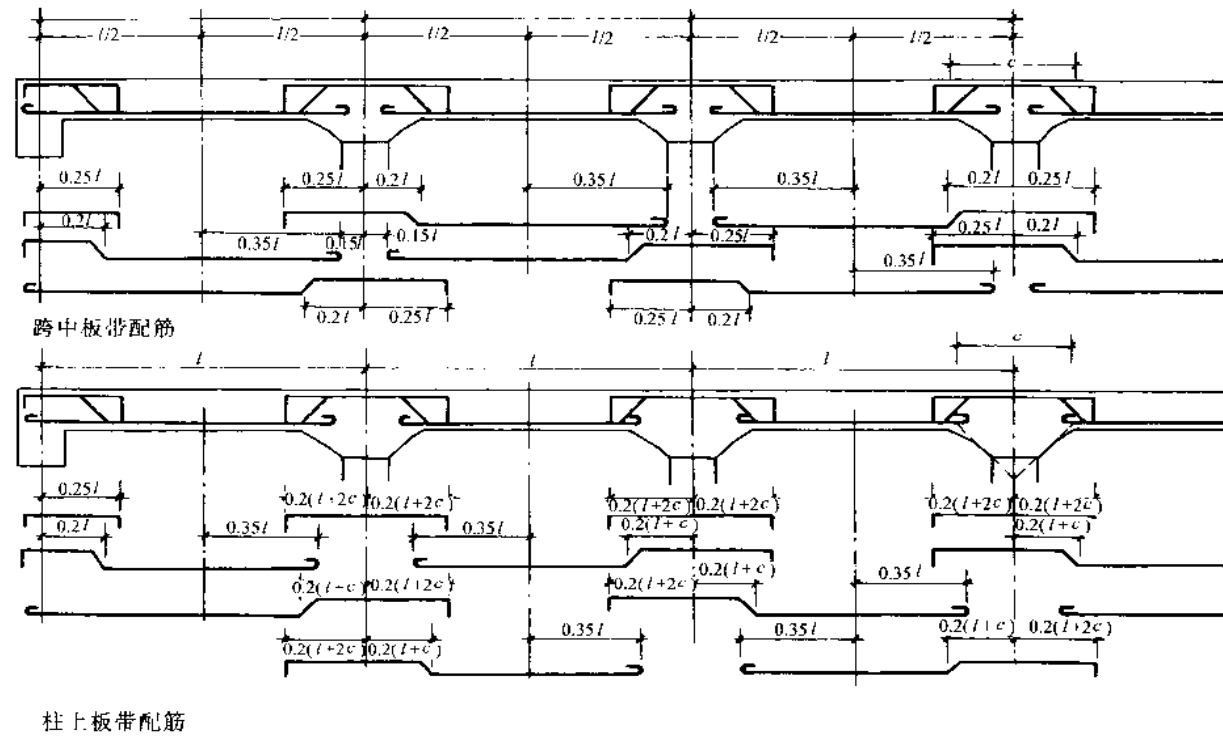 l/2 l/2 l/2 l/2 l/2 l/2
c
0.25l 0.25l 0.2l 0.35l 0.35l 0.2l 0.25l
0.2l 0.35l 0.15l 0.15l 0.2l 0.25l 0.25l 0.2l
0.35l
0.2l 0.25l 0.25l 0.2l
跨中板带配筋
l l l c
0.25l 0.2(l+2c) 0.2(l+2c) 0.2(l+2c) 0.2(l+2c) 0.2(l+2c) 0.2(l+2c)
0.2l 0.35l 0.35l 0.2(l+c) 0.2(l+c)
0.2(l+c) 0.2(l+2c) 0.2(l+2c) 0.2(l+c) 0.35l
0.2(l+2c) 0.2(l+c) 0.35l 0.35l 0.2(l+c) 0.2(l+2c)
柱上板带配筋